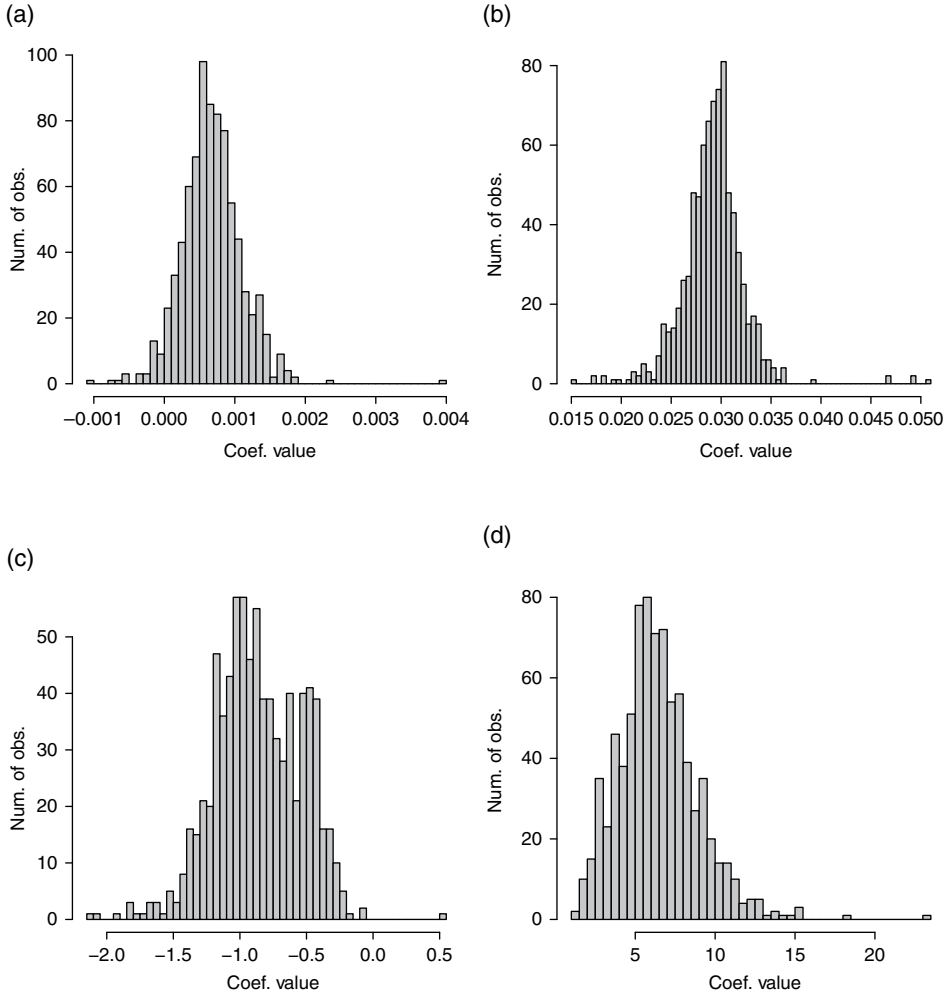 (a)
Num. of obs.
100
80
60
40
20
0
−0.001 0.000 0.001 0.002 0.003 0.004
Coef. value
(b)
Num. of obs.
80
60
40
20
0
0.015 0.020 0.025 0.030 0.035 0.040 0.045 0.050
Coef. value
(c)
Num. of obs.
50
40
30
20
10
0
−2.0 −1.5 −1.0 −0.5 0.0 0.5
Coef. value
(d)
Num. of obs.
80
60
40
20
0
5 10 15 20
Coef. value